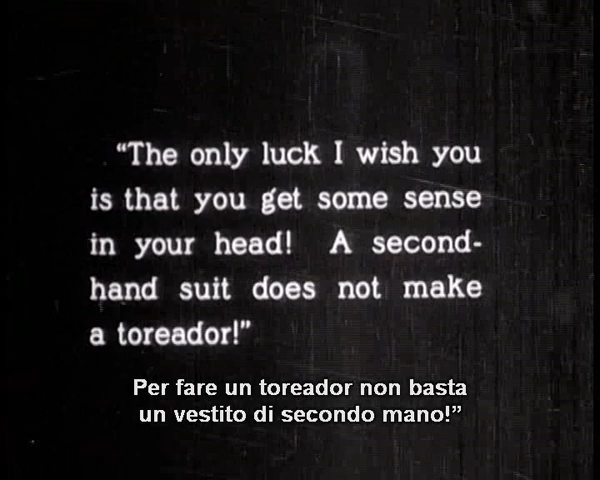 “The only luck I wish you
is that you get some sense
in your head! A second-
hand suit does not make
a toreador!”
Per fare un toreador non basta
un vestito di secondo mano!”